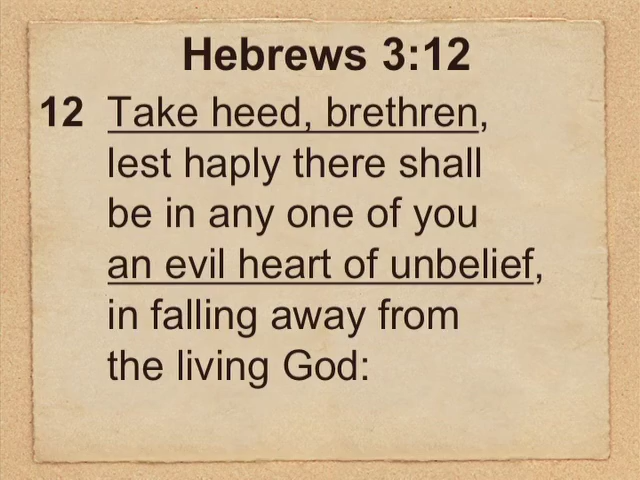 Hebrews 3:12
12 Take heed, brethren,
lest haply there shall
be in any one of you
an evil heart of unbelief,
in falling away from
the living God: